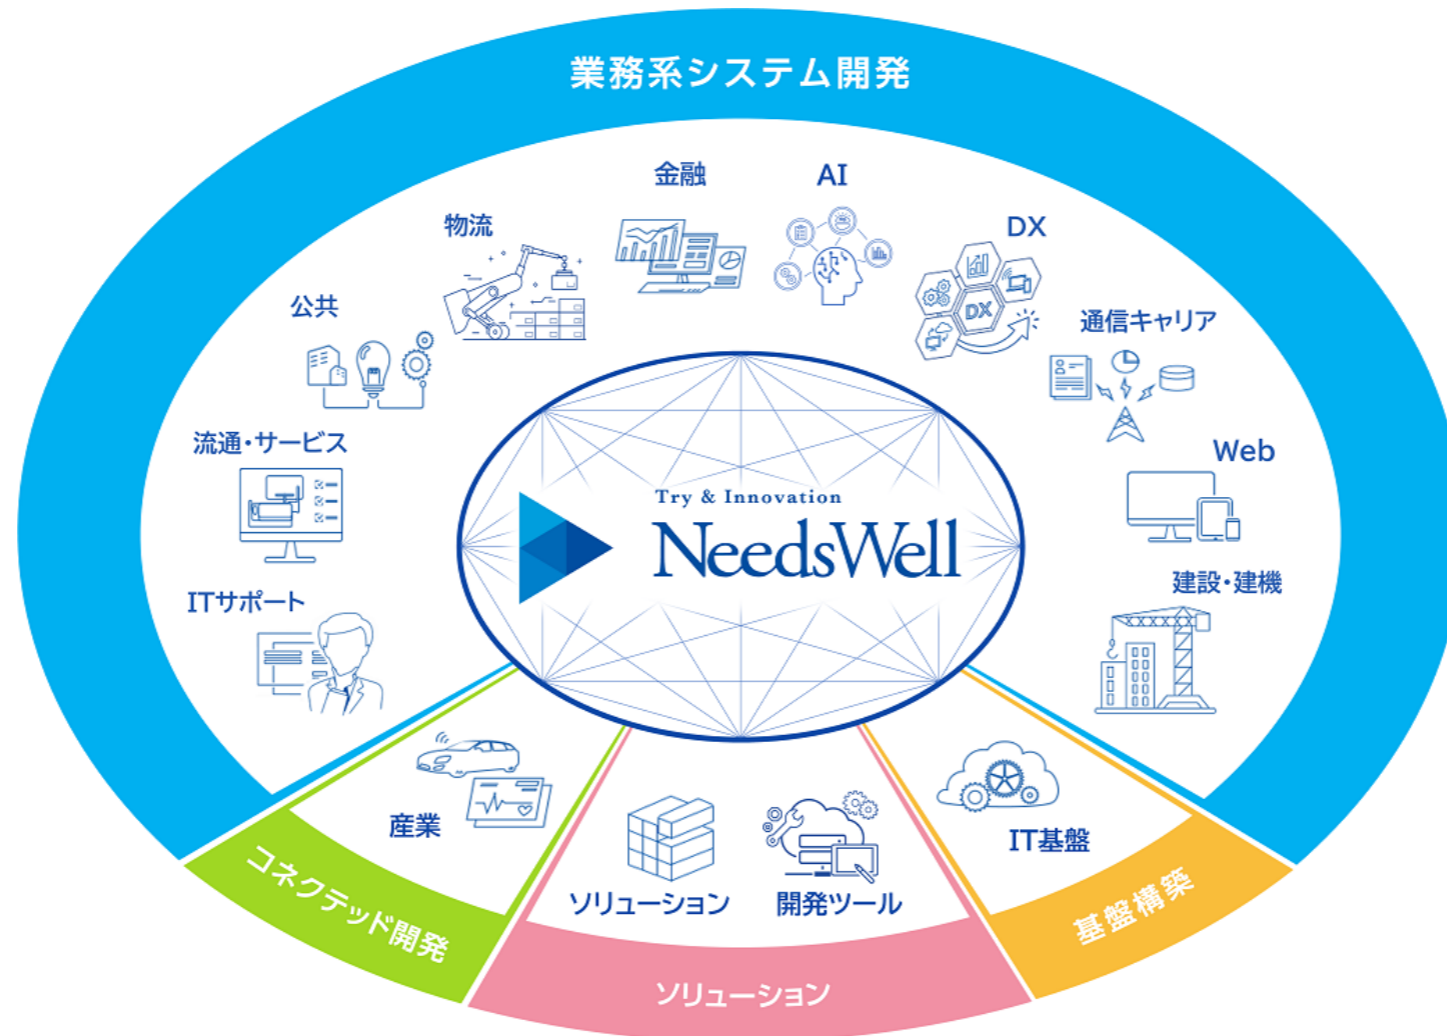 業務系システム開発
金融
AI
物流
DX
DX
公共
通信キャリア
流通・サービス
Web
Try & Innovation
NeedsWell
建設・建機
ITサポート
産業
IT基盤
ソリューション
開発ツール
コネクテッド開発
基盤構築
ソリューション